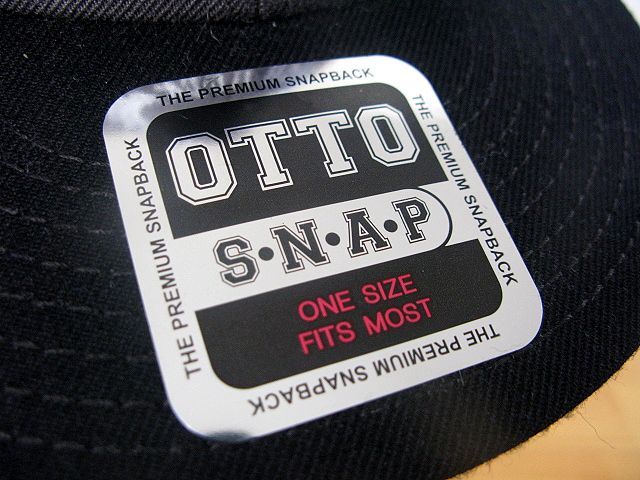 THE PREMIUM SNAPBACK
OTTO
S•N•A•P
ONE SIZE
FITS MOST
THE PREMIUM SNAPBACK
THE PREMIUM SNAPBACK
THE PREMIUM SNAPBACK